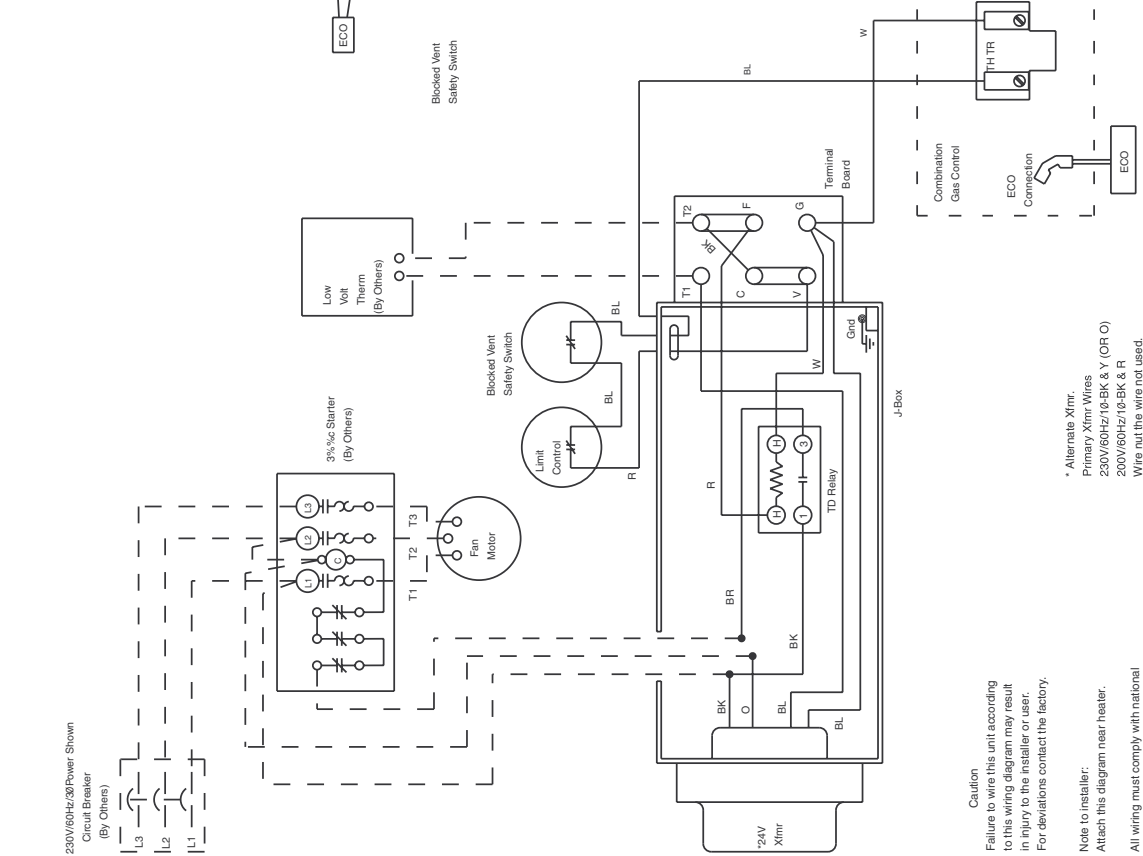 230V/60Hz/3Ø Power Shown
Circuit Breaker
(By Others)
L3
L2
L1
3%%c Starter
(By Others)
L3
L2
C
L1
T3
T2
T1
Fan
Motor
Low
Volt
Therm
(By Others)
ECO
Blocked Vent
Safety Switch
Blocked Vent
Safety Switch
Limit
Control
BL
BL
R
BL
W
Terminal
Board
T2
F
G
BK
T1
C
V
Gnd
W
R
H
3
H
1
TD Relay
J-Box
BR
BK
BK
O
BL
BL
*24V
Xfmr
TH TR
Combination
Gas Control
ECO
Connection
ECO
* Alternate Xfmr.
Primary Xfmr Wires
230V/60Hz/1Ø-BK & Y (OR O)
200V/60Hz/1Ø-BK & R
Wire nut the wire not used.
Caution
Failure to wire this unit according
to this wiring diagram may result
in injury to the installer or user.
For deviations contact the factory.
Note to installer:
Attach this diagram near heater.
All wiring must comply with national